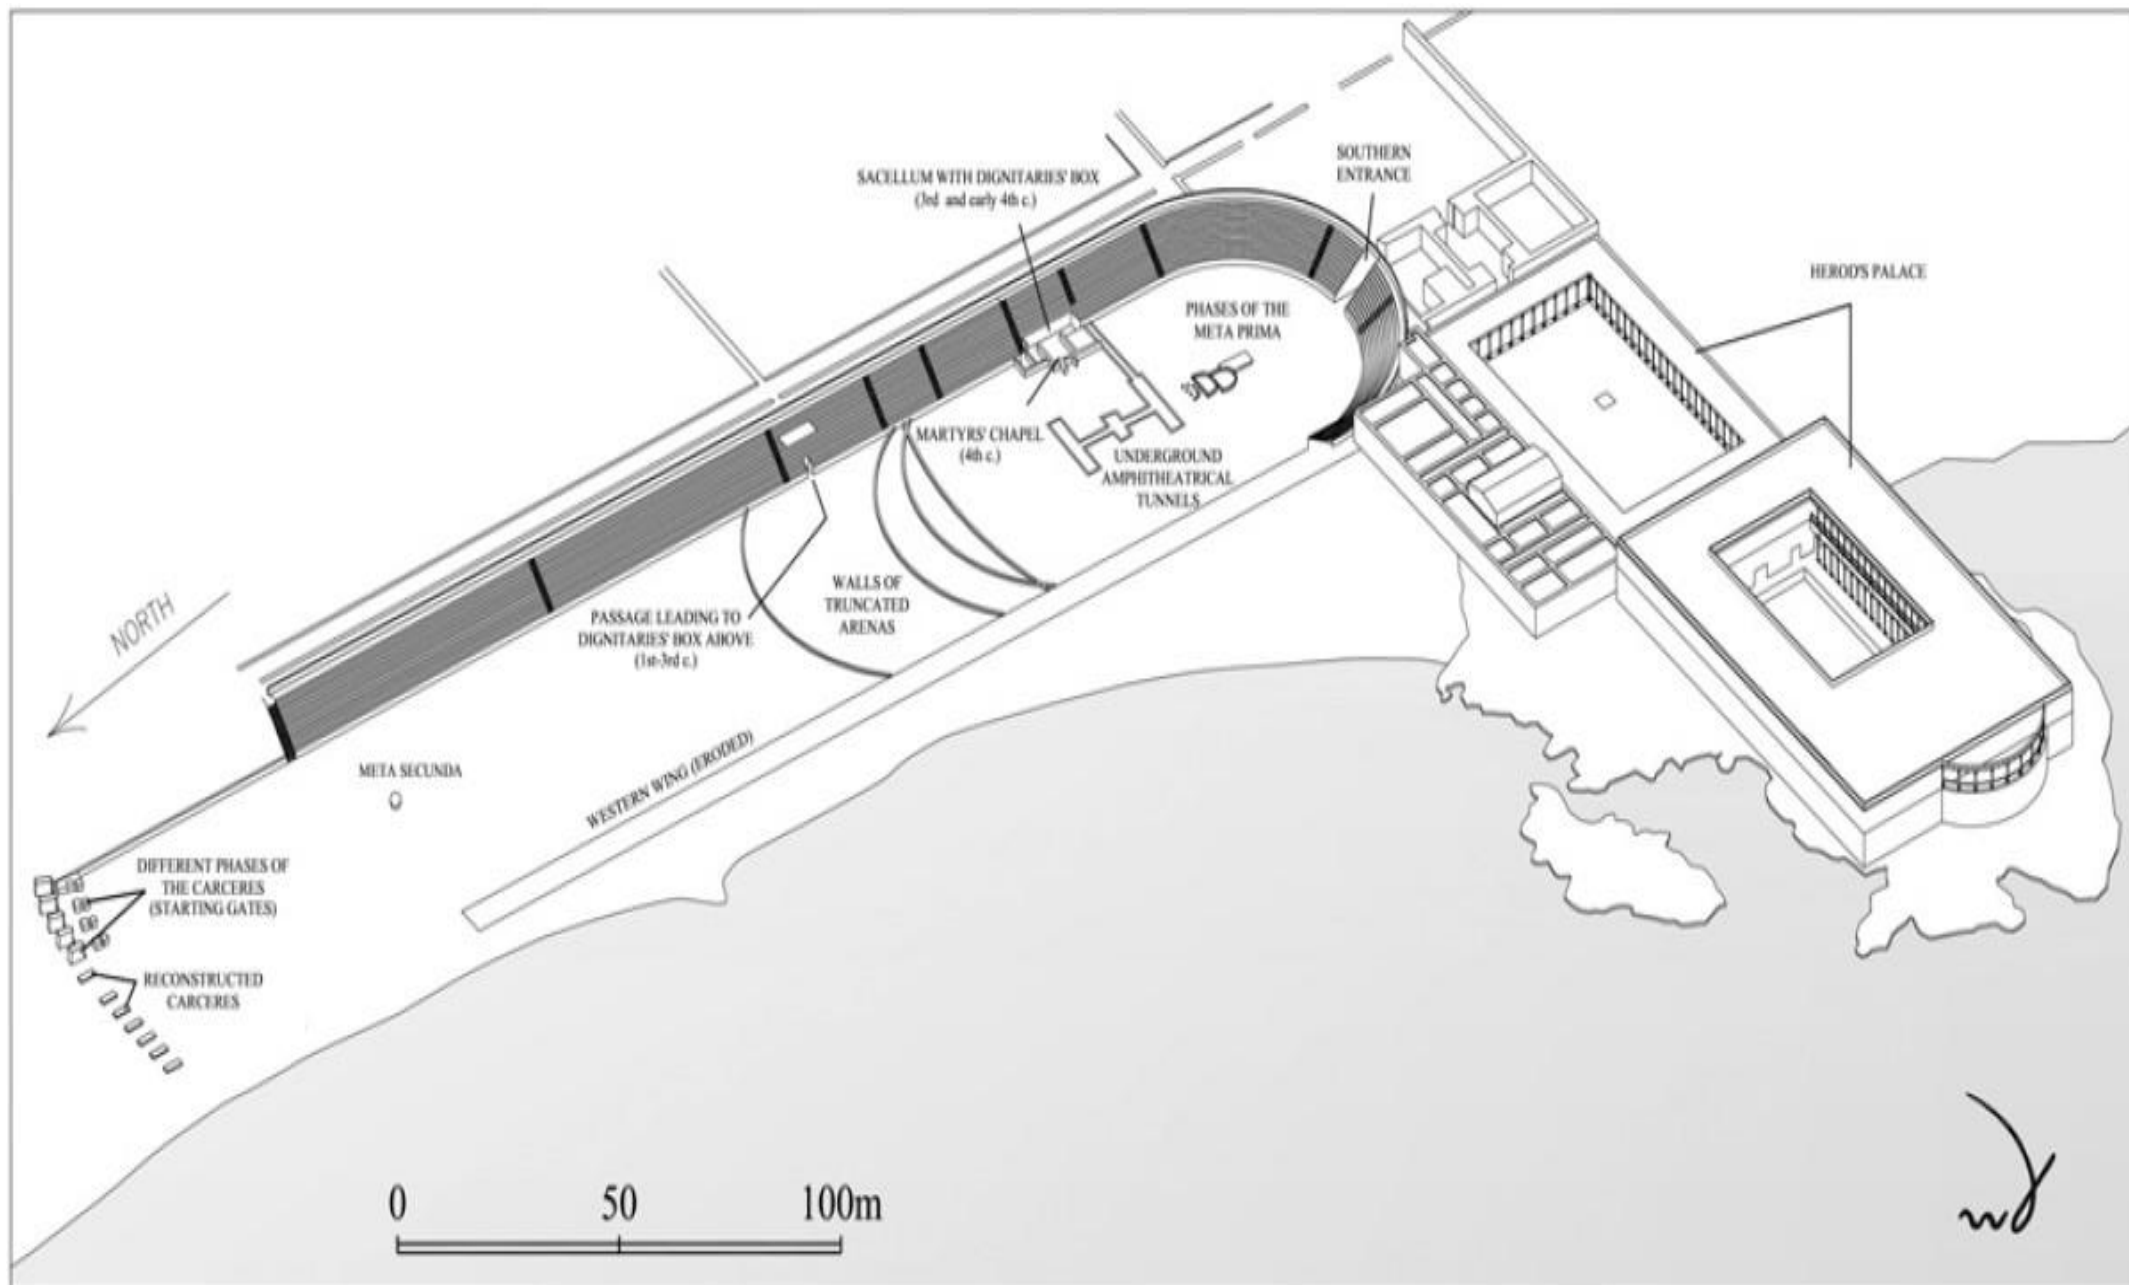 SACELLUM WITH DIGNITARIES' BOX
(3rd and early 4th c.)
SOUTHERN
ENTRANCE
HEROD'S PALACE
PHASES OF THE
META PRIMA
MARTYRS' CHAPEL
(4th c.)
UNDERGROUND
AMPHITHEATRICAL
TUNNELS
WALLS OF
TRUNCATED
ARENAS
PASSAGE LEADING TO
DIGNITARIES' BOX ABOVE
(1st-3rd c.)
NORTH
META SECUNDA
WESTERN WING (ERODED)
DIFFERENT PHASES OF
THE CARCERES
(STARTING GATES)
RECONSTRUCTED
CARCERES
0 50 100m